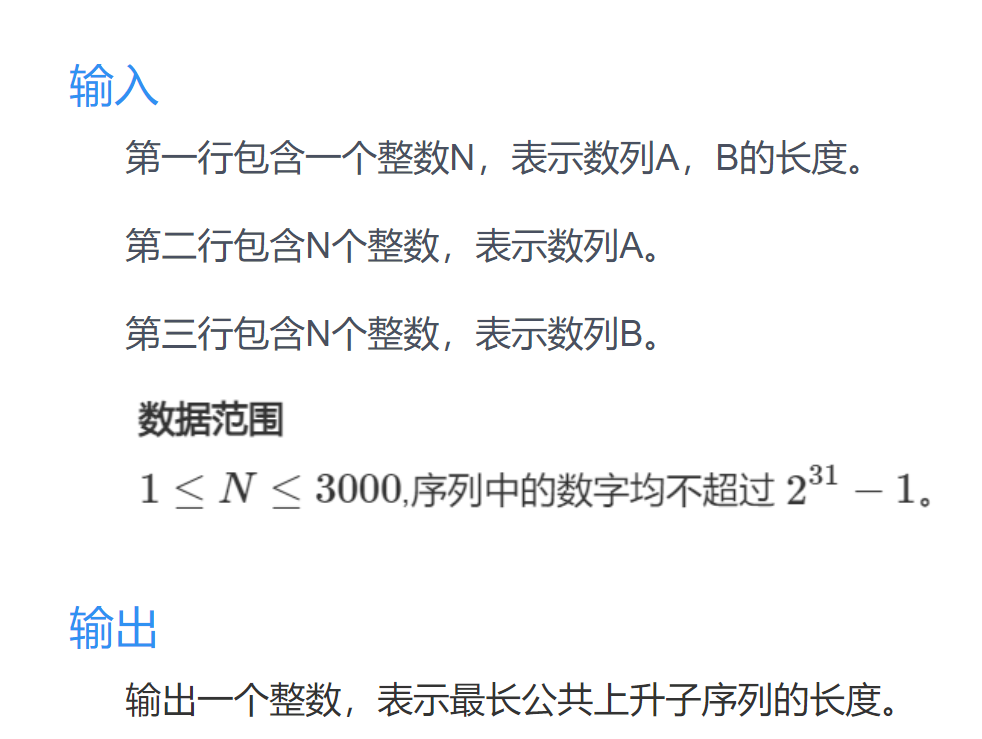 输入
第一行包含一个整数N，表示数列A，B的长度。
第二行包含N个整数，表示数列A。
第三行包含N个整数，表示数列B。
数据范围
1 ≤ N ≤ 3000,序列中的数字均不超过 2³¹ − 1。
输出
输出一个整数，表示最长公共上升子序列的长度。